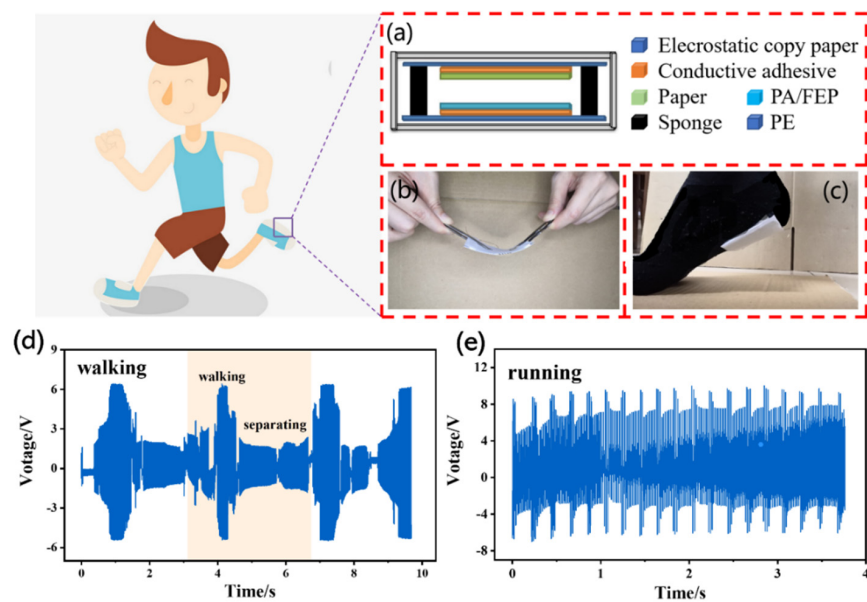 (a)
Elecrostatic copy paper
Conductive adhesive
Paper PA/FEP
Sponge PE
(b)
(c)
(d)
walking
walking
separating
Votage/V
9
6
3
0
-3
-6
0 2 4 6 8 10
Time/s
(e)
running
Votage/V
12
8
4
0
-4
-8
0 1 2 3 4
Time/s